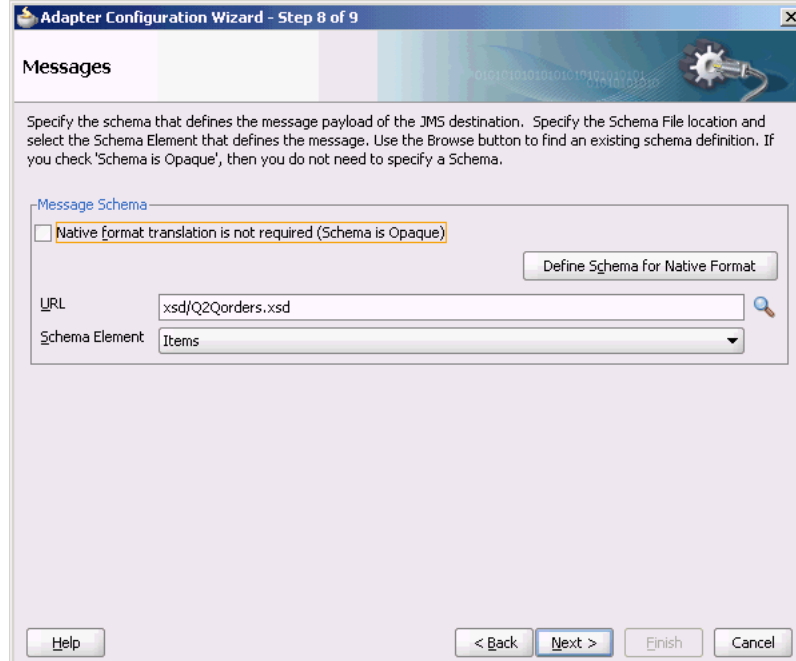 Adapter Configuration Wizard - Step 8 of 9
Messages
Specify the schema that defines the message payload of the JMS destination. Specify the Schema File location and
select the Schema Element that defines the message. Use the Browse button to find an existing schema definition. If
you check 'Schema is Opaque', then you do not need to specify a Schema.
Message Schema
Native format translation is not required (Schema is Opaque)
Define Schema for Native Format
URL xsd/Q2Qorders.xsd
Schema Element Items
Help < Back Next > Finish Cancel